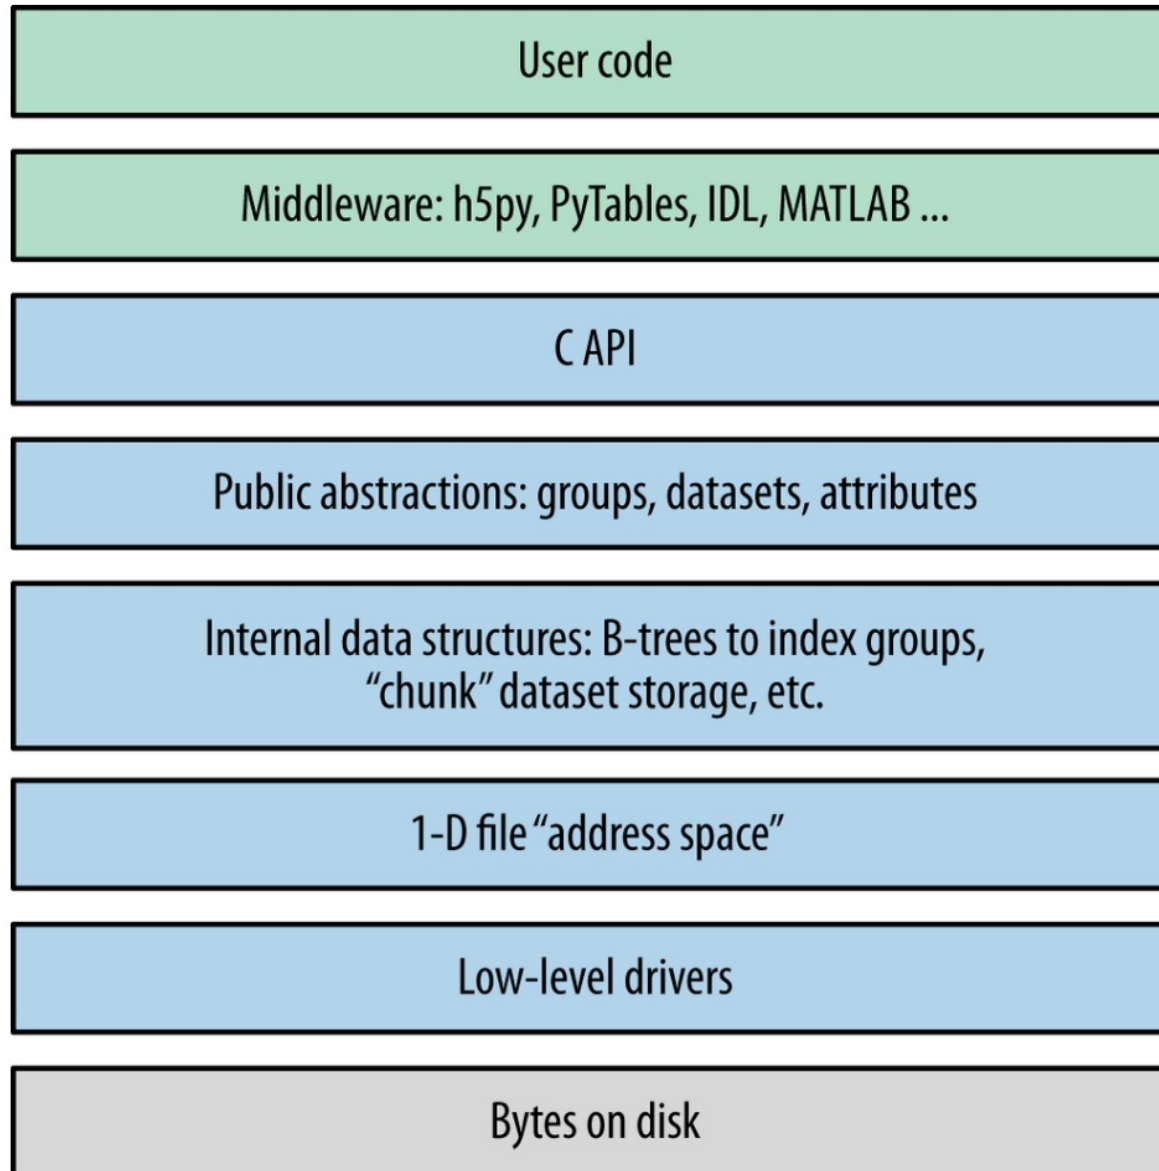 User code
Middleware: h5py, PyTables, IDL, MATLAB ...
C API
Public abstractions: groups, datasets, attributes
Internal data structures: B-trees to index groups,
“chunk” dataset storage, etc.
1-D file “address space”
Low-level drivers
Bytes on disk